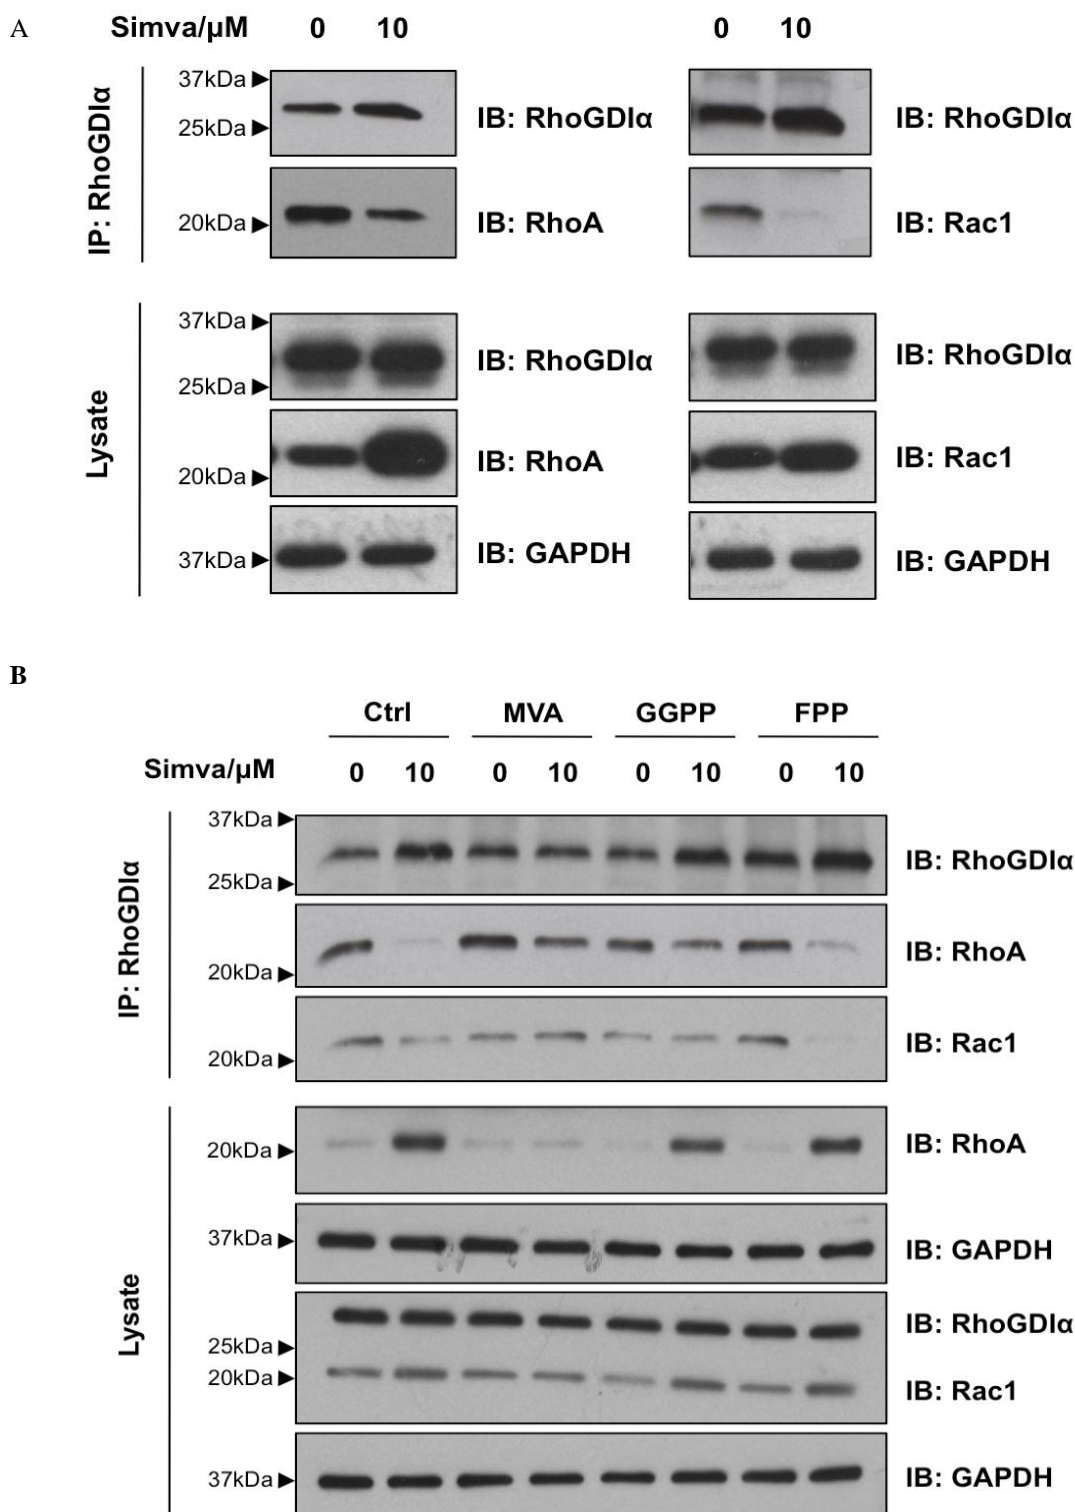 A
Simva/µM 0 10 0 10
IP: RhoGDIα
37kDa
25kDa
IB: RhoGDIα
IB: RhoGDIα
20kDa
IB: RhoA
IB: Rac1
Lysate
37kDa
25kDa
IB: RhoGDIα
IB: RhoGDIα
20kDa
IB: RhoA
IB: Rac1
37kDa
IB: GAPDH
IB: GAPDH
B
Ctrl MVA GGPP FPP
Simva/µM 0 10 0 10 0 10 0 10
IP: RhoGDIα
37kDa
25kDa
IB: RhoGDIα
20kDa
IB: RhoA
20kDa
IB: Rac1
Lysate
20kDa
IB: RhoA
37kDa
IB: GAPDH
IB: RhoGDIα
25kDa
20kDa
IB: Rac1
37kDa
IB: GAPDH